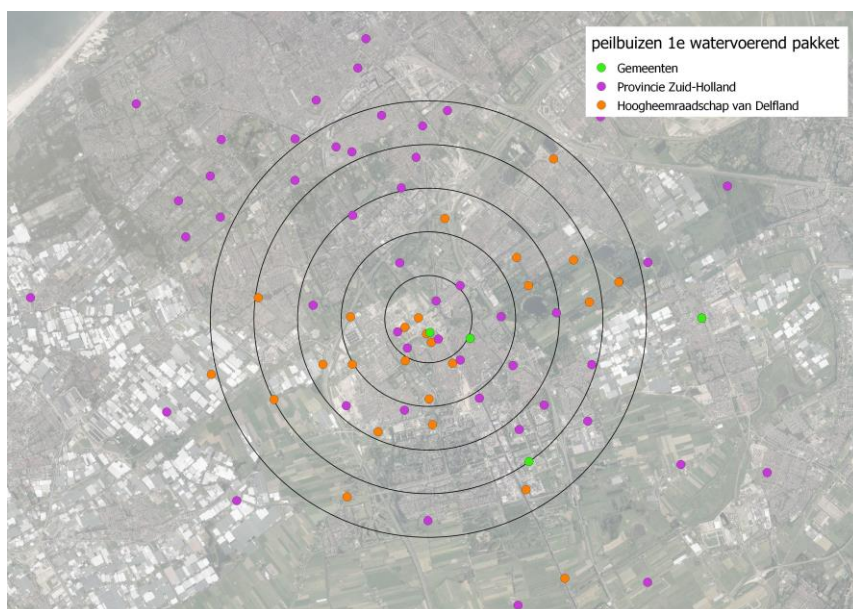 peilbuizen 1e watervoerend pakket
Gemeenten
Provincie Zuid-Holland
Hoogheemraadschap van Delfland